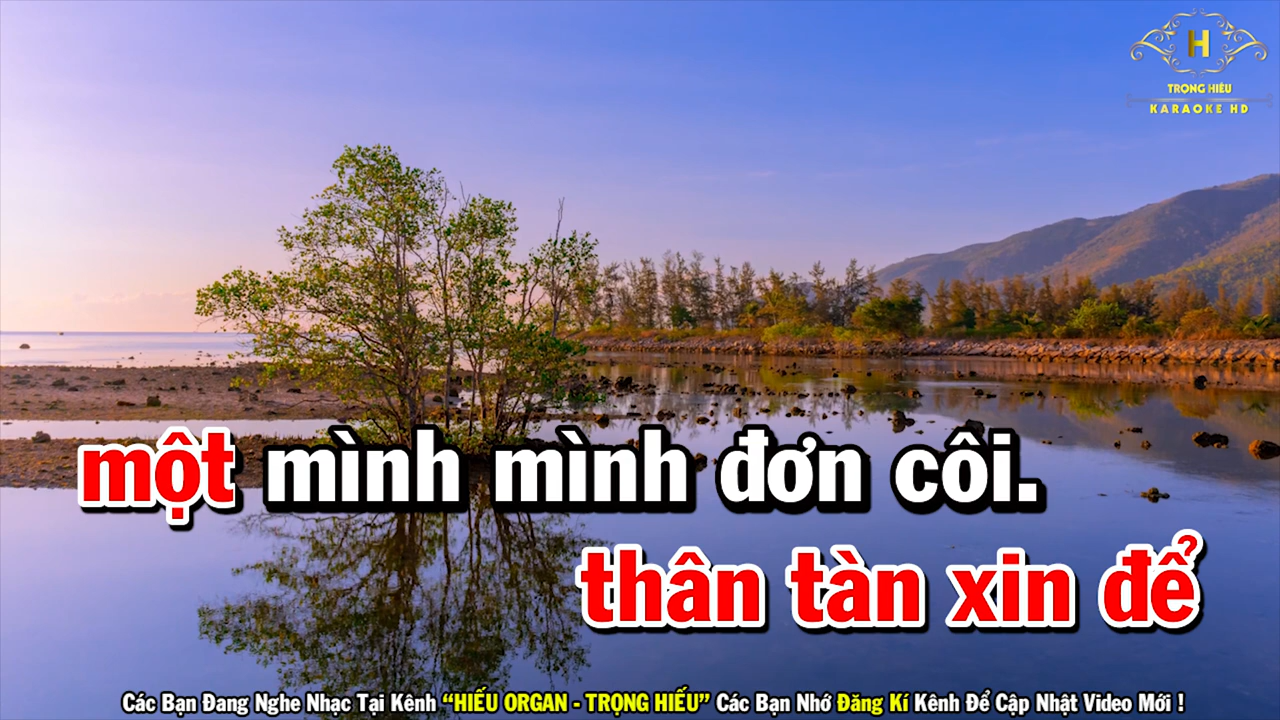 H
TRỌNG HIẾU
KARAOKE HD
một mình mình đơn côi.
thân tàn xin để
Các Bạn Đang Nghe Nhạc Tại Kênh “HIẾU ORGAN - TRỌNG HIẾU” Các Bạn Nhớ Đăng Kí Kênh Để Cập Nhật Video Mới !